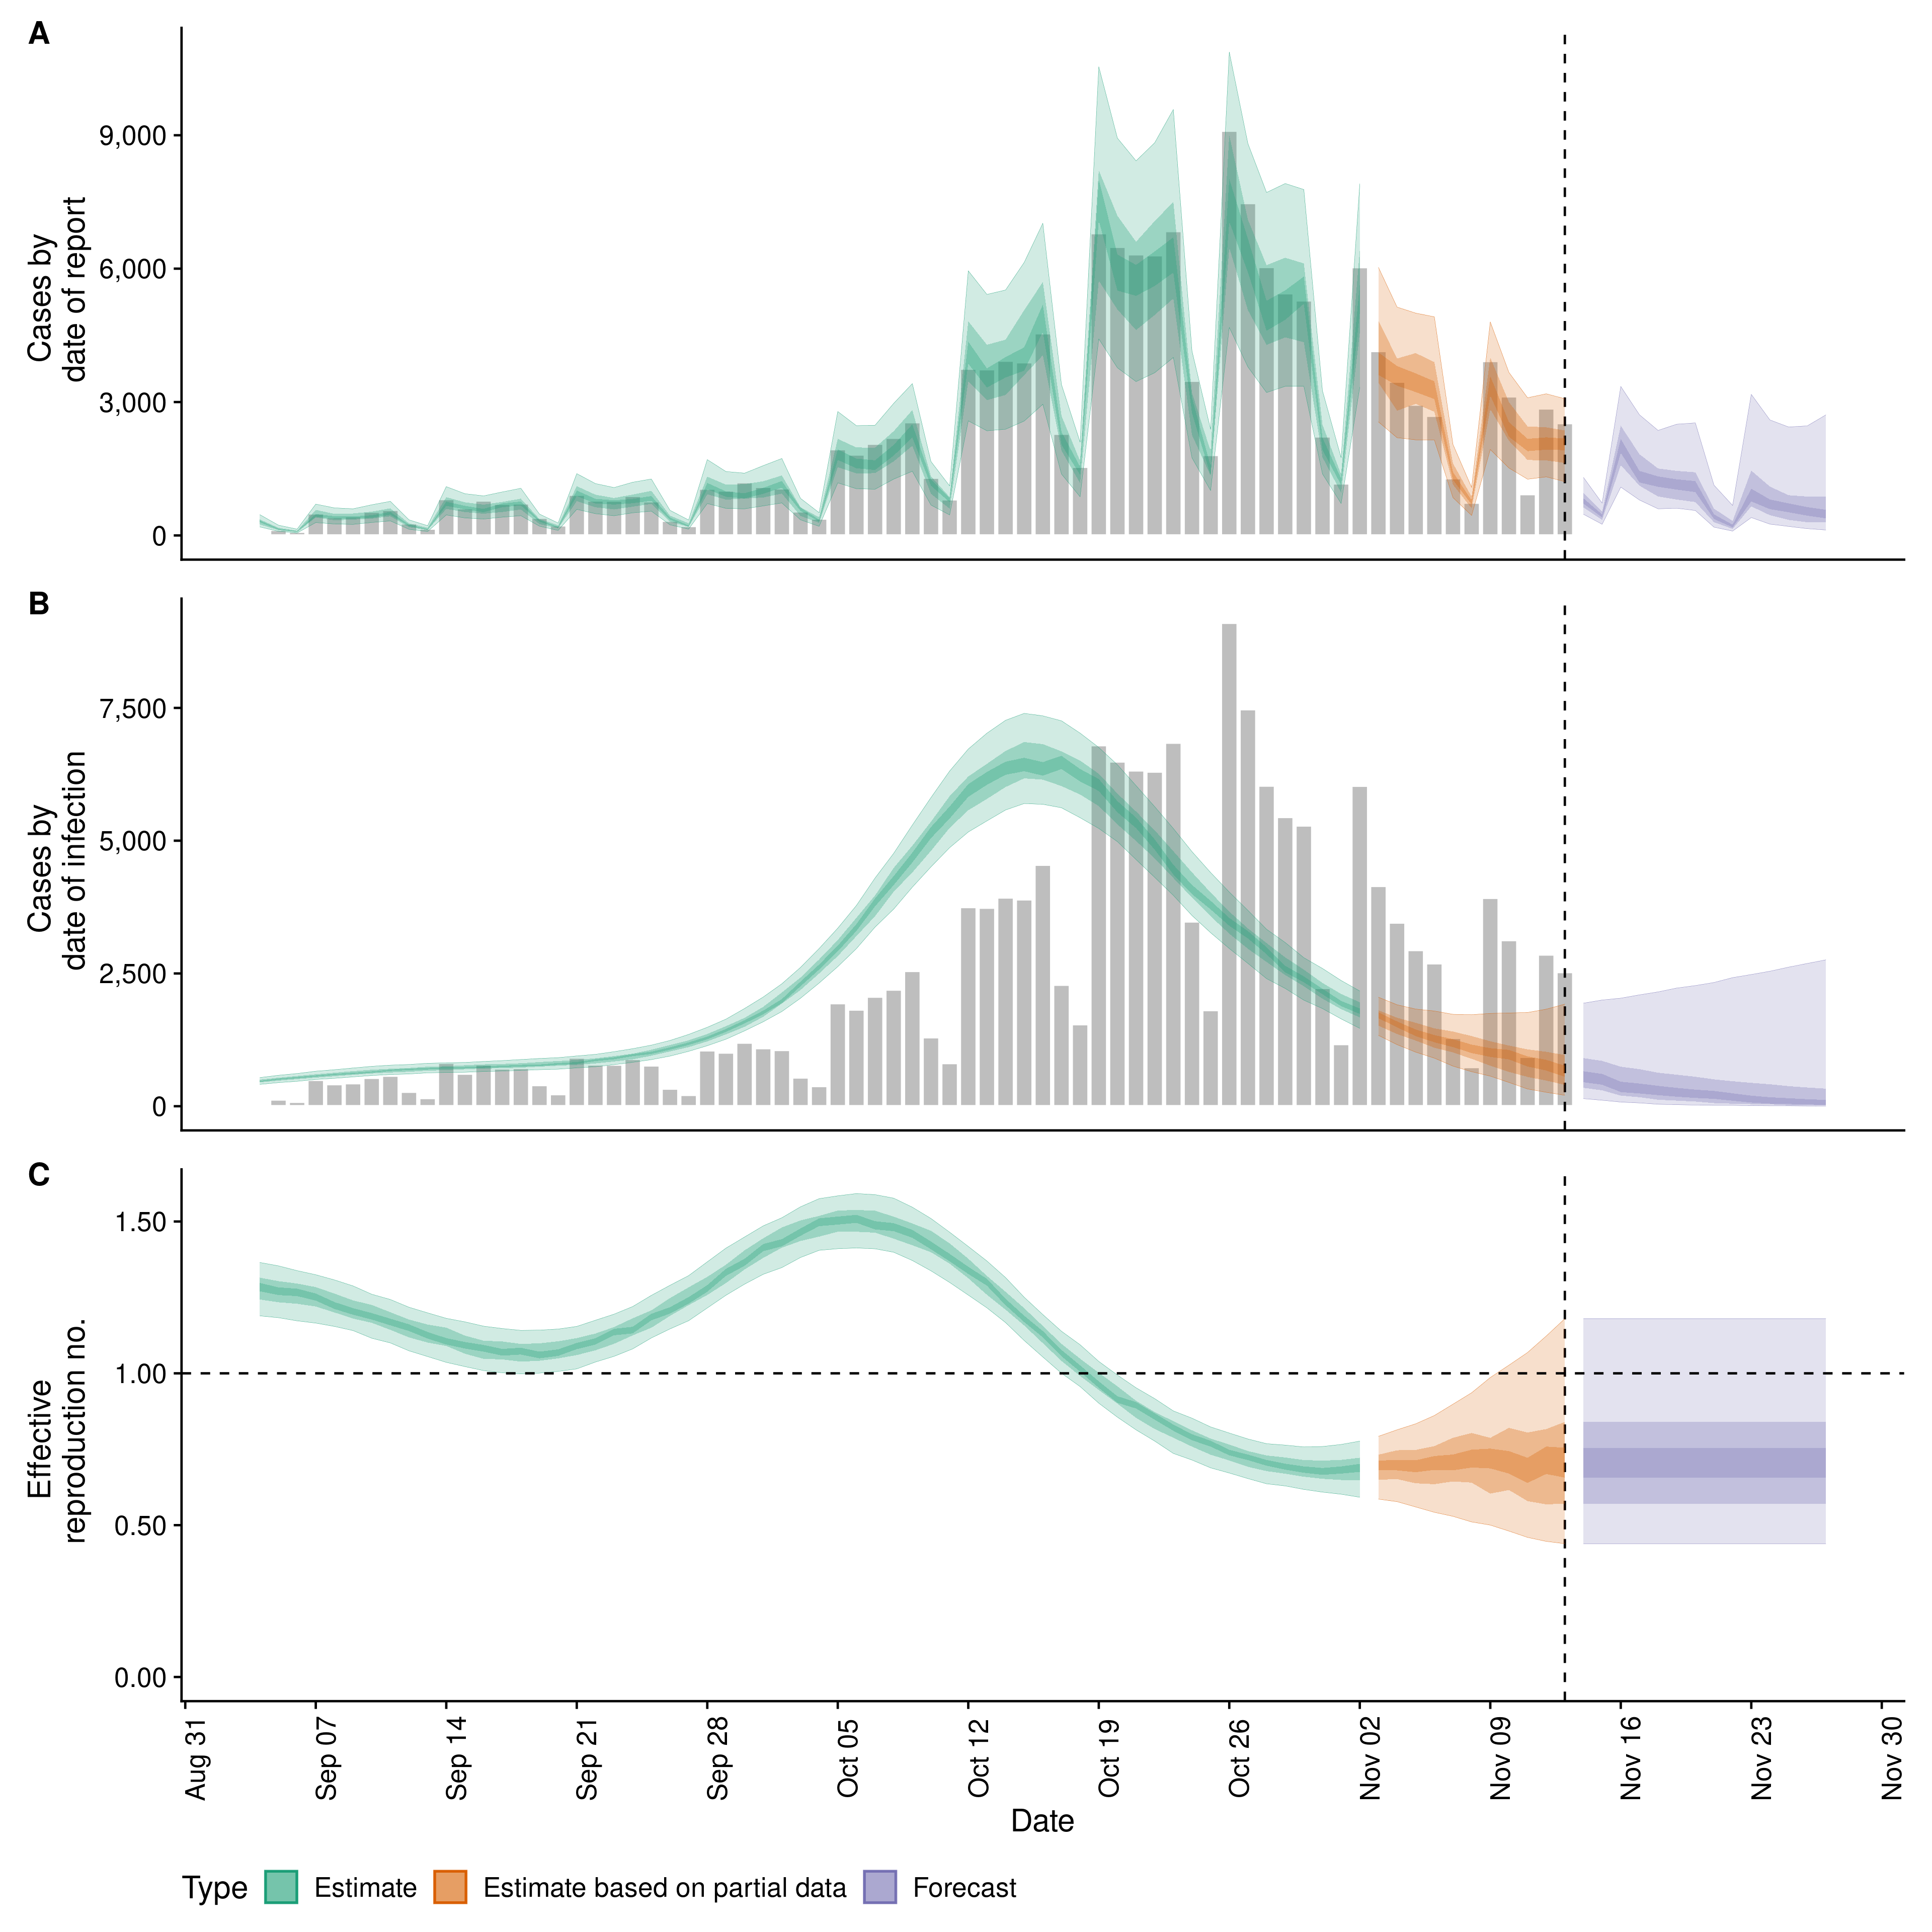 A
Cases by
date of report
9,000
6,000
3,000
0
B
Cases by
date of infection
7,500
5,000
2,500
0
C
Effective
reproduction no.
1.50
1.00
0.50
0.00
Aug 31
Sep 07
Sep 14
Sep 21
Sep 28
Oct 05
Oct 12
Oct 19
Oct 26
Nov 02
Nov 09
Nov 16
Nov 23
Nov 30
Date
Type Estimate Estimate based on partial data Forecast